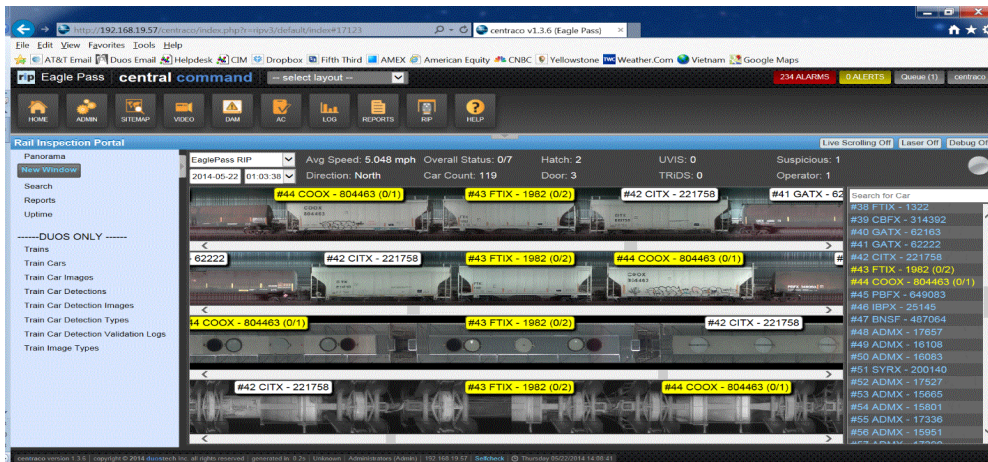 http://192.168.19.57/centraco/index.php?r=ripv3/default/index#17123
centraco v1.3.6 (Eagle Pass)
File Edit View Favorites Tools Help
AT&T Email Duos Email Helpdesk CIM Dropbox Fifth Third AMEX American Equity CNBC Yellowstone Weather.Com Vietnam Google Maps
rip Eagle Pass central command -- select layout -- 234 ALARMS 0 ALERTS Queue (1) centraco
HOME ADMIN SITEMAP VIDEO DAM AC LOG REPORTS RIP HELP
Rail Inspection Portal Live Scrolling Off Laser Off Debug Of
Panorama
New Window
Search
Reports
Uptime
------DUOS ONLY ------
Trains
Train Cars
Train Car Images
Train Car Detections
Train Car Detection Images
Train Car Detection Types
Train Car Detection Validation Logs
Train Image Types
EaglePass RIP Avg Speed: 5.048 mph Overall Status: 0/7 Hatch: 2 UVIS: 0 Suspicious: 1
2014-05-22 01:03:38 Direction: North Car Count: 119 Door: 3 TRiDS: 0 Operator: 1
#44 COOX - 804463 (0/1) #43 FTIX - 1982 (0/2) #42 CITX - 221758 #41 GATX - 62
62222 #42 CITX - 221758 #43 FTIX - 1982 (0/2) #44 COOX - 804463 (0/1) #
44 COOX - 804463 (0/1) #43 FTIX - 1982 (0/2) #42 CITX - 221758
#42 CITX - 221758 #43 FTIX - 1982 (0/2) #44 COOX - 804463 (0/1)
Search for Car
#38 FTIX - 1322
#39 CBFX - 314392
#40 GATX - 62163
#41 GATX - 62222
#42 CITX - 221758
#43 FTIX - 1982 (0/2)
#44 COOX - 804463 (0/1)
#45 PBFX - 649083
#46 IBPX - 25145
#47 BNSF - 487064
#48 ADMX - 17657
#49 ADMX - 16108
#50 ADMX - 16083
#51 SYRX - 200140
#52 ADMX - 17527
#53 ADMX - 15665
#54 ADMX - 15801
#55 ADMX - 17336
#56 ADMX - 15951
centraco version 1.3.6 | copyright © 2014 duostech Inc. all rights reserved | generated in: 0.2s | Unknown | Administrators (Admin) | 192.168.19.57 | Selfcheck | Thursday 05/22/2014 14:08:41